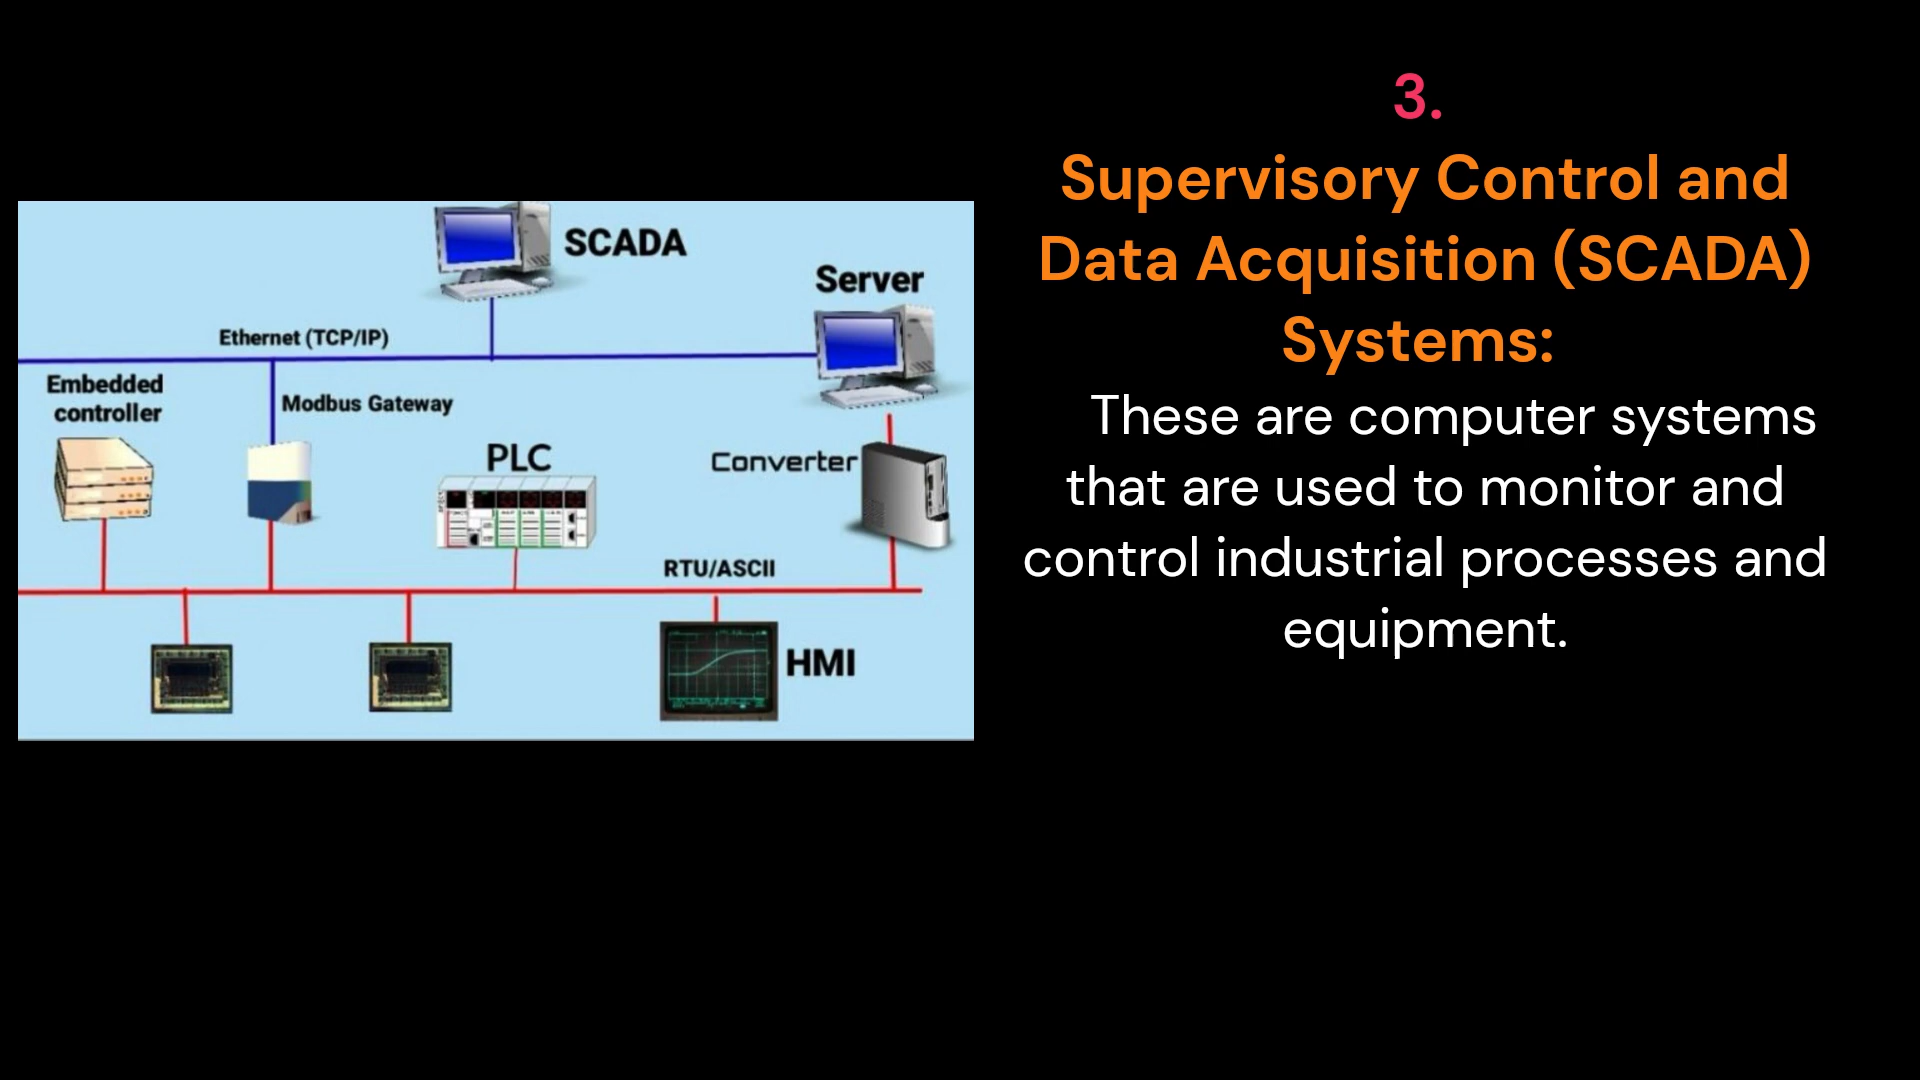 SCADA
Server
Ethernet (TCP/IP)
Embedded
controller
Modbus Gateway
PLC
Converter
RTU/ASCII
HMI
3.
Supervisory Control and
Data Acquisition (SCADA)
Systems:
These are computer systems
that are used to monitor and
control industrial processes and
equipment.